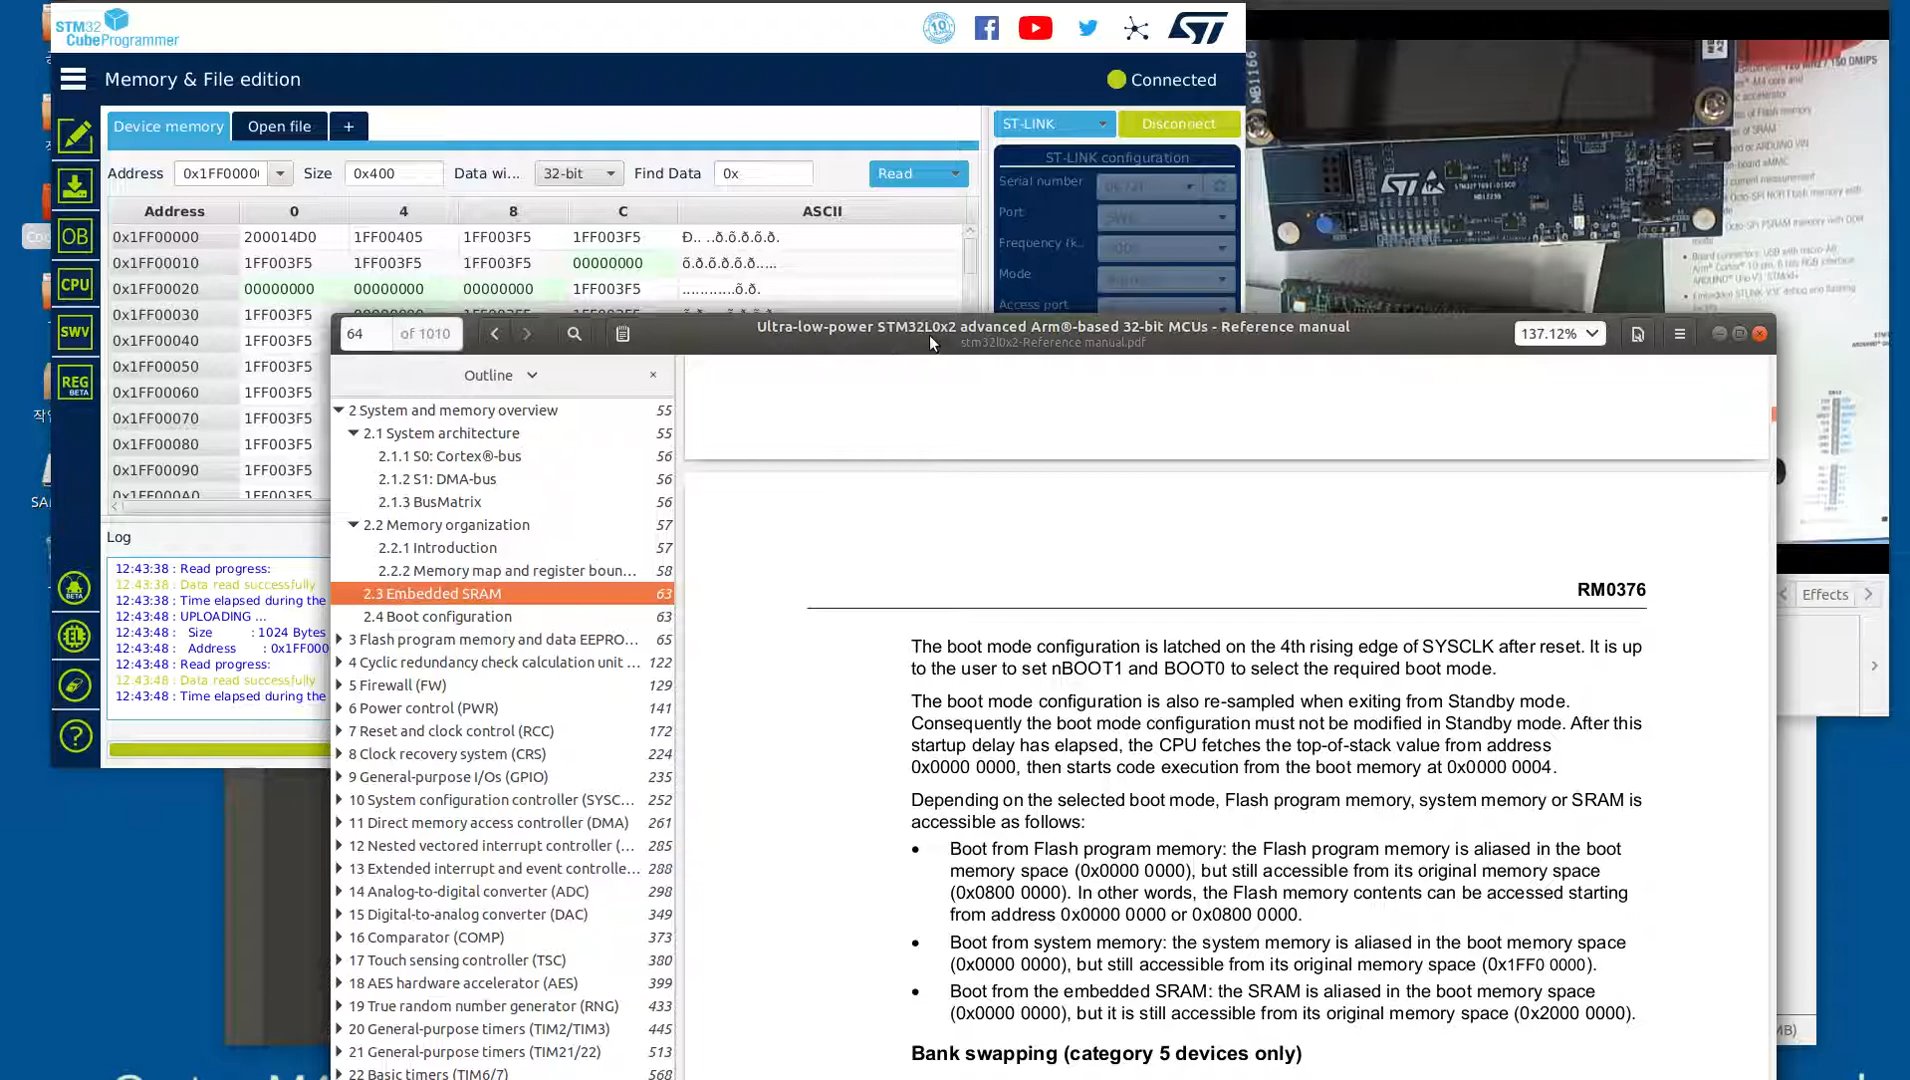 STM32
CubeProgrammer
Memory & File edition
Connected
Device memory
Open file
+
ST-LINK
Disconnect
Address
0x1FF0000
Size
0x400
Data wi...
32-bit
Find Data
0x
Read
ST-LINK configuration
Serial number
Port
Frequency (k...
Mode
Access port
Address 0 4 8 C ASCII
0x1FF00000 200014D0 1FF00405 1FF003F5 1FF003F5 Ð.. ..ð.õ.ð.õ.ð.
0x1FF00010 1FF003F5 1FF003F5 1FF003F5 00000000 õ.ð.õ.ð.õ.ð.....
0x1FF00020 00000000 00000000 00000000 1FF003F5 ............õ.ð.
0x1FF00030 1FF003F5
0x1FF00040 1FF003F5
0x1FF00050 1FF003F5
0x1FF00060 1FF003F5
0x1FF00070 1FF003F5
0x1FF00080 1FF003F5
0x1FF00090 1FF003F5
0x1FF000A0 1FF003F5
OB
CPU
SWV
REG
BETA
Log
12:43:38 : Read progress:
12:43:38 : Data read successfully
12:43:38 : Time elapsed during the
12:43:48 : UPLOADING ...
12:43:48 : Size : 1024 Bytes
12:43:48 : Address : 0x1FF000
12:43:48 : Read progress:
12:43:48 : Data read successfully
12:43:48 : Time elapsed during the
64 of 1010
Ultra-low-power STM32L0x2 advanced Arm®-based 32-bit MCUs - Reference manual
stm32l0x2-Reference manual.pdf
137.12%
Outline
2 System and memory overview 55
2.1 System architecture 55
2.1.1 S0: Cortex®-bus 56
2.1.2 S1: DMA-bus 56
2.1.3 BusMatrix 56
2.2 Memory organization 57
2.2.1 Introduction 57
2.2.2 Memory map and register boun... 58
2.3 Embedded SRAM 63
2.4 Boot configuration 63
3 Flash program memory and data EEPRO... 65
4 Cyclic redundancy check calculation unit ... 122
5 Firewall (FW) 129
6 Power control (PWR) 141
7 Reset and clock control (RCC) 172
8 Clock recovery system (CRS) 224
9 General-purpose I/Os (GPIO) 235
10 System configuration controller (SYSC... 252
11 Direct memory access controller (DMA) 261
12 Nested vectored interrupt controller (... 285
13 Extended interrupt and event controlle... 288
14 Analog-to-digital converter (ADC) 298
15 Digital-to-analog converter (DAC) 349
16 Comparator (COMP) 373
17 Touch sensing controller (TSC) 380
18 AES hardware accelerator (AES) 399
19 True random number generator (RNG) 433
20 General-purpose timers (TIM2/TIM3) 445
21 General-purpose timers (TIM21/22) 513
22 Basic timers (TIM6/7) 568
RM0376
The boot mode configuration is latched on the 4th rising edge of SYSCLK after reset. It is up
to the user to set nBOOT1 and BOOT0 to select the required boot mode.
The boot mode configuration is also re-sampled when exiting from Standby mode.
Consequently the boot mode configuration must not be modified in Standby mode. After this
startup delay has elapsed, the CPU fetches the top-of-stack value from address
0x0000 0000, then starts code execution from the boot memory at 0x0000 0004.
Depending on the selected boot mode, Flash program memory, system memory or SRAM is
accessible as follows:
• Boot from Flash program memory: the Flash program memory is aliased in the boot
memory space (0x0000 0000), but still accessible from its original memory space
(0x0800 0000). In other words, the Flash memory contents can be accessed starting
from address 0x0000 0000 or 0x0800 0000.
• Boot from system memory: the system memory is aliased in the boot memory space
(0x0000 0000), but still accessible from its original memory space (0x1FF0 0000).
• Boot from the embedded SRAM: the SRAM is aliased in the boot memory space
(0x0000 0000), but it is still accessible from its original memory space (0x2000 0000).
Bank swapping (category 5 devices only)
Effects
MB)
MB1166